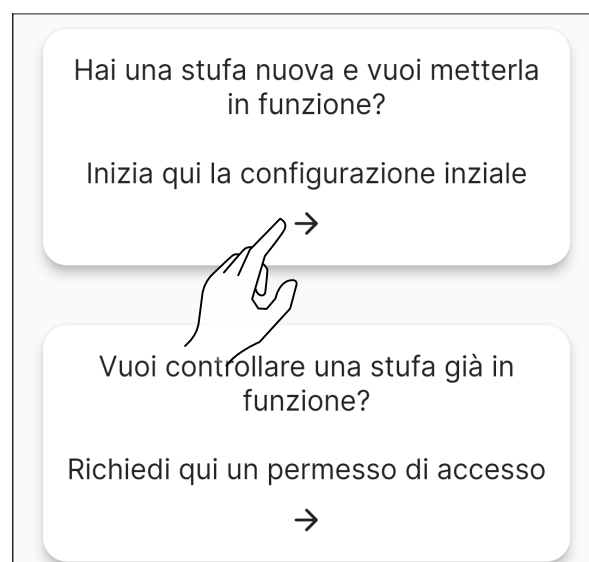 Hai una stufa nuova e vuoi metterla
in funzione?
Inizia qui la configurazione inziale
→
Vuoi controllare una stufa già in
funzione?
Richiedi qui un permesso di accesso
→